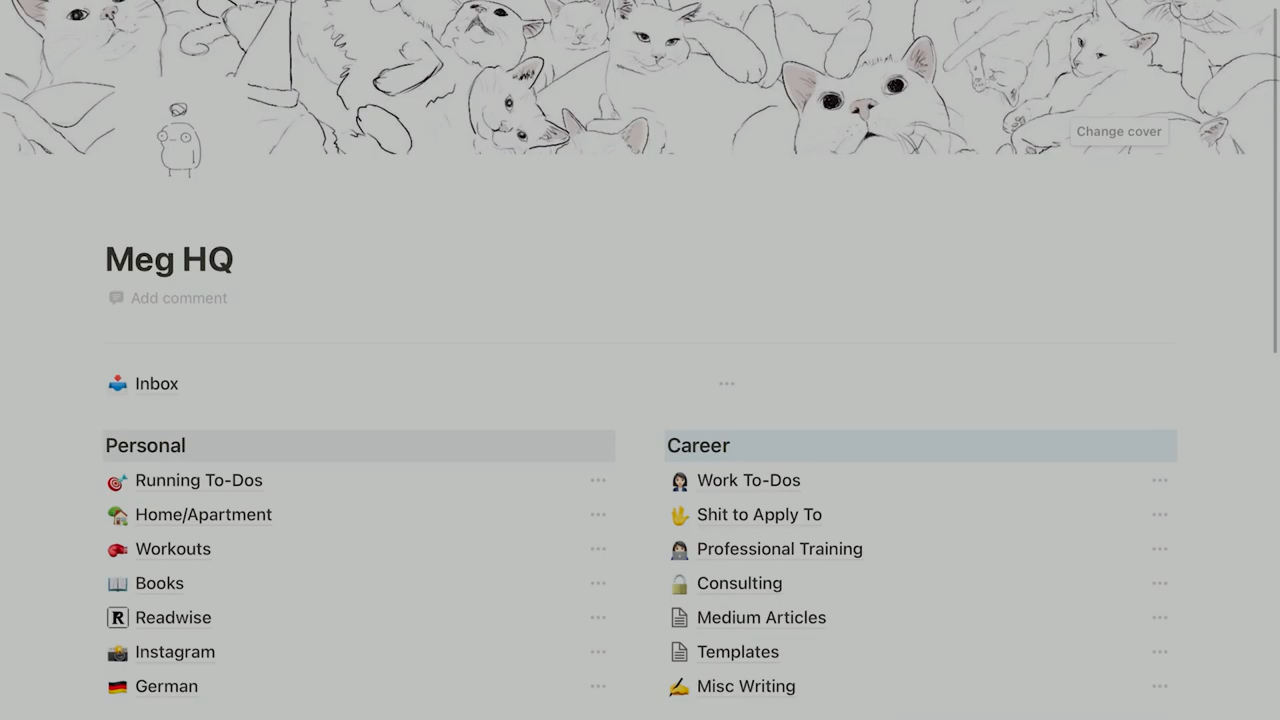 Change cover
Meg HQ
Add comment
Inbox
Personal
Running To-Dos
Home/Apartment
Workouts
Books
R Readwise
Instagram
German
Career
Work To-Dos
Shit to Apply To
Professional Training
Consulting
Medium Articles
Templates
Misc Writing